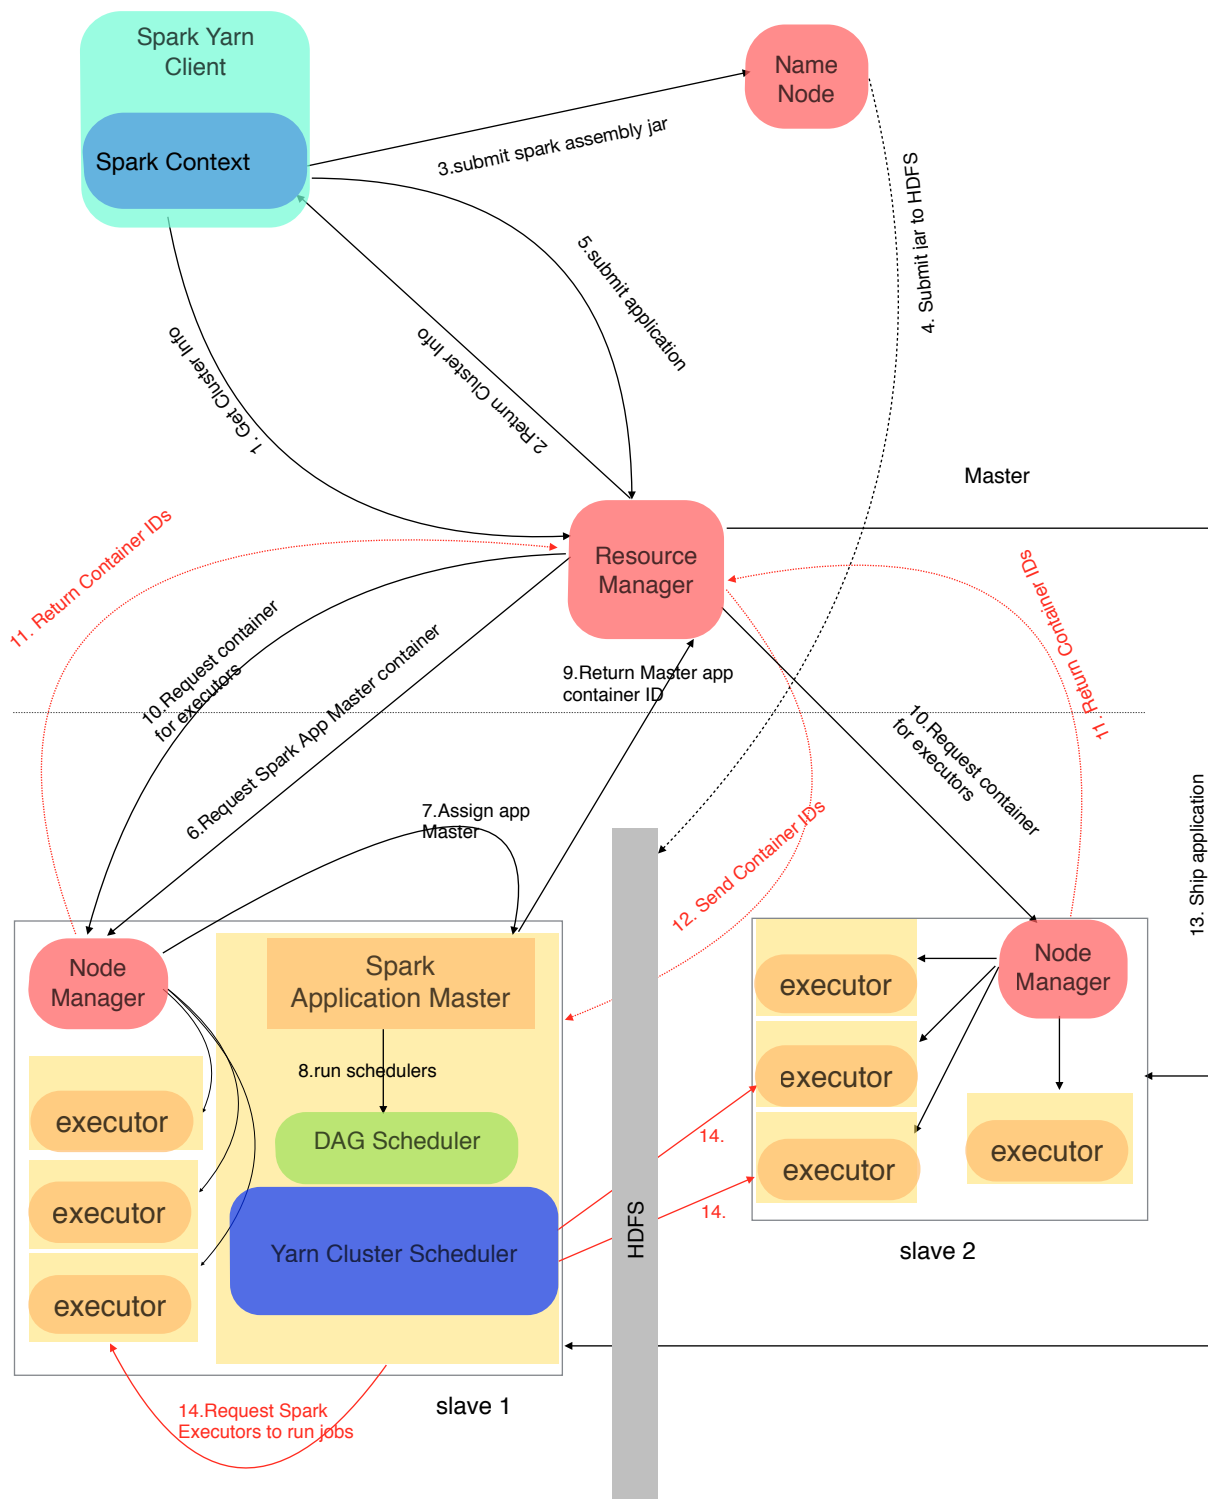 Spark Yarn
Client
Spark Context
Name
Node
3.submit spark assembly jar
4. Submit jar to HDFS
5.submit application
2.Return Cluster Info
1. Get Cluster Info
Master
Resource
Manager
11. Return Container IDs
11. Return Container IDs
10.Request container
for executors
6.Request Spark App Master container
9.Return Master app
container ID
10.Request container
for executors
7.Assign app
Master
12. Send Container IDs
13. Ship application
Node
Manager
Spark
Application Master
8.run schedulers
DAG Scheduler
Yarn Cluster Scheduler
executor
executor
executor
14.Request Spark
Executors to run jobs
slave 1
HDFS
14.
14.
Node
Manager
executor
executor
executor
executor
slave 2